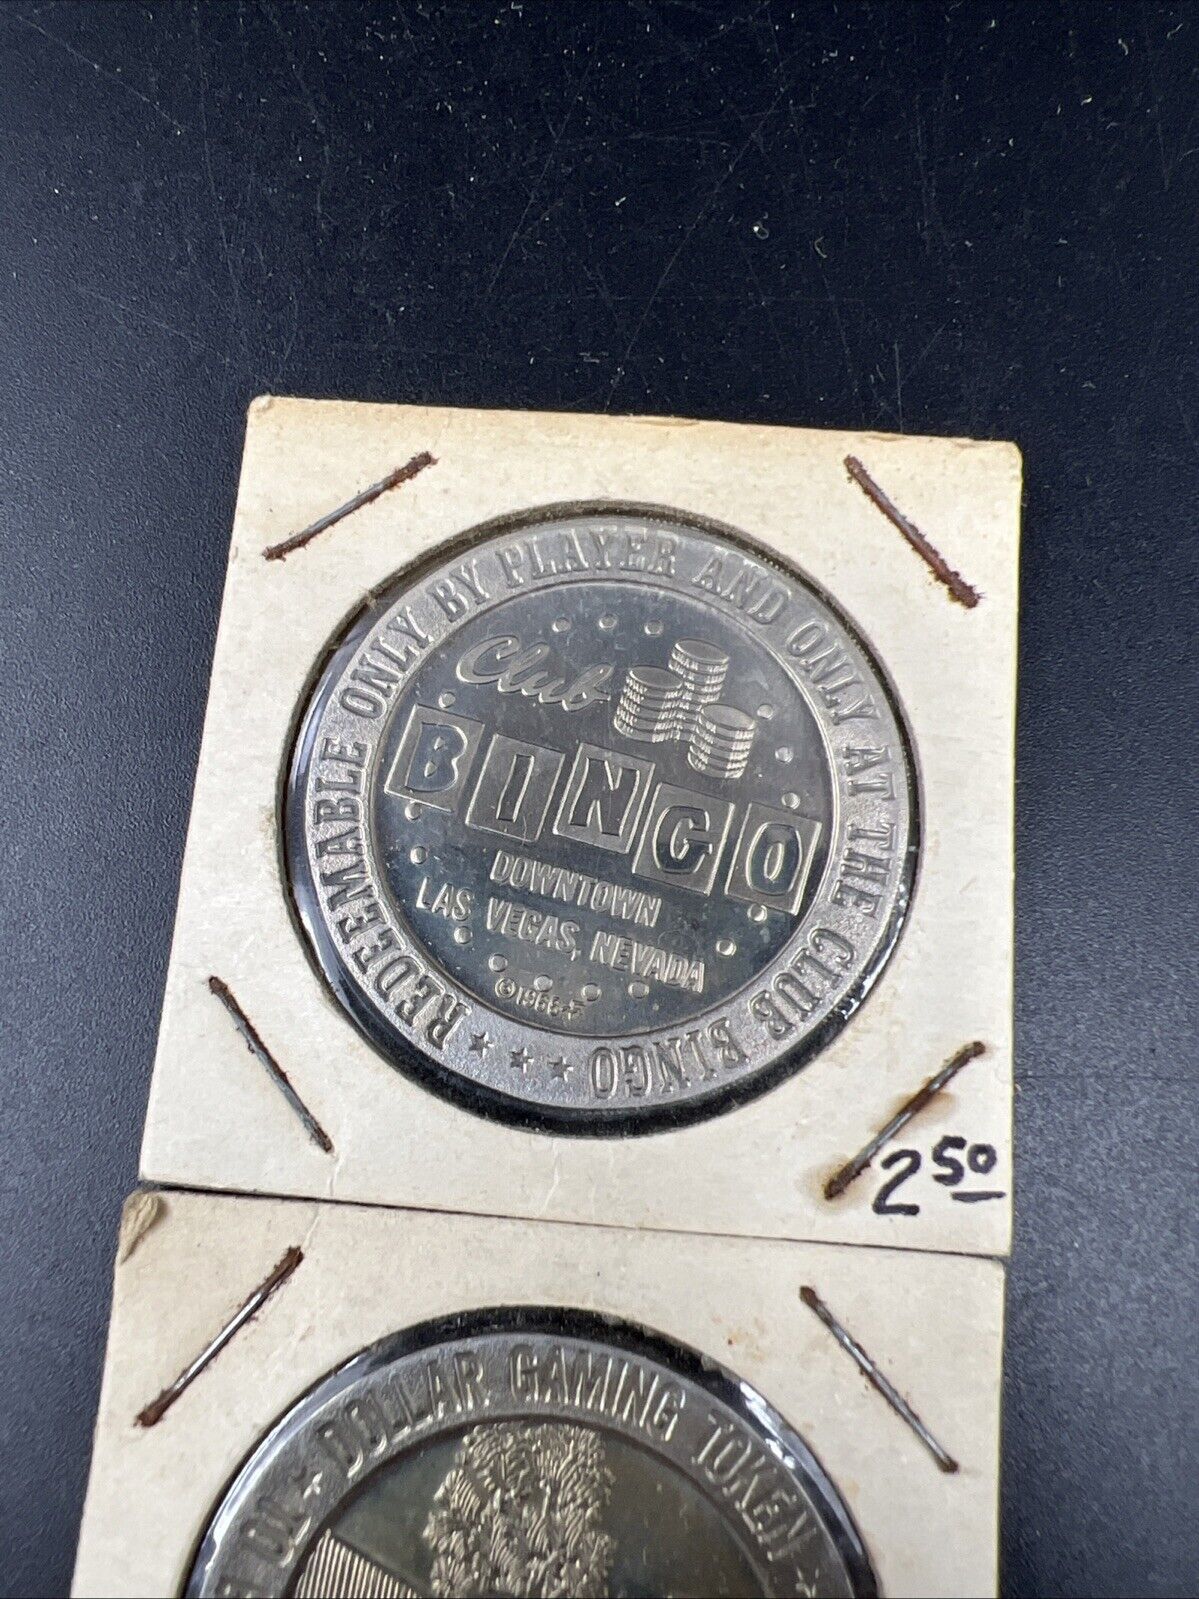 REDEEMABLE ONLY BY PLAYER AND ONLY AT THE CLUB BINGO
Club
BINGO
DOWNTOWN
LAS VEGAS, NEVADA
©1966
2 50
DOLLAR GAMING TOKEN